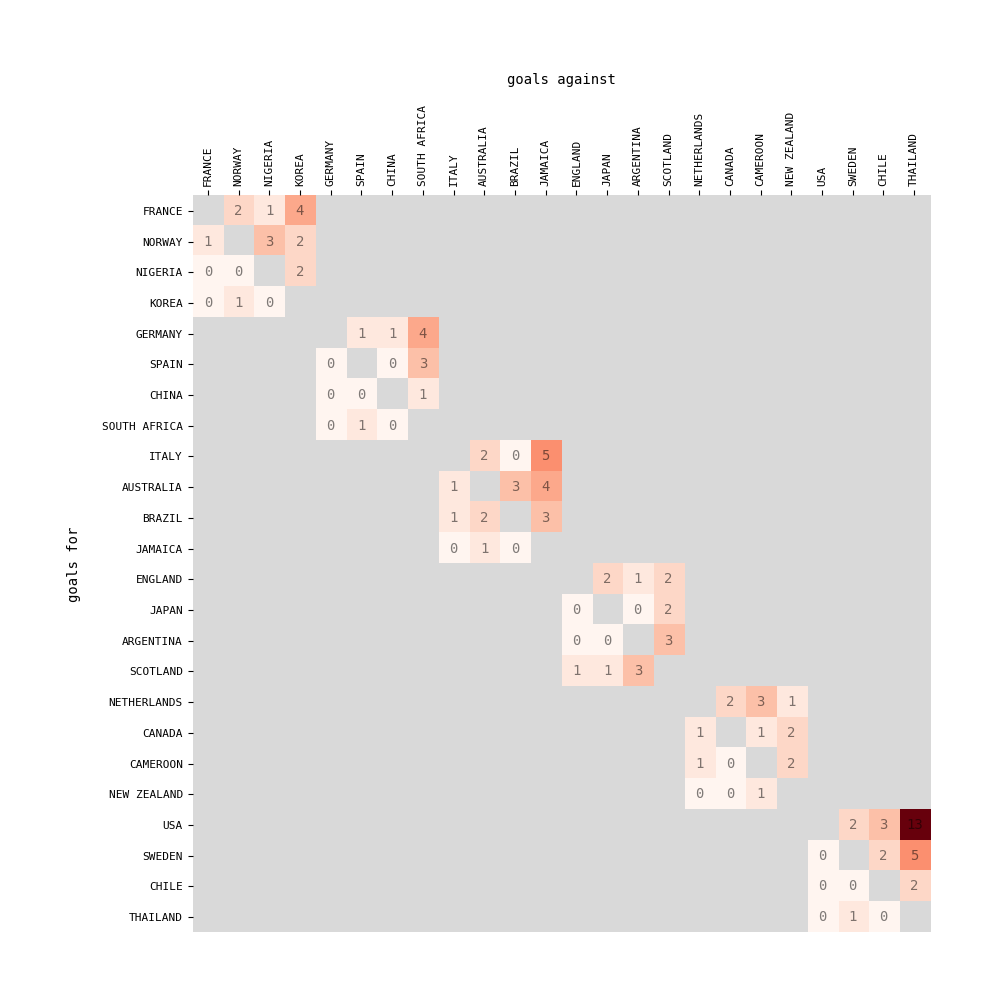 goals against
FRANCE NORWAY NIGERIA KOREA GERMANY SPAIN CHINA SOUTH AFRICA ITALY AUSTRALIA BRAZIL JAMAICA ENGLAND JAPAN ARGENTINA SCOTLAND NETHERLANDS CANADA CAMEROON NEW ZEALAND USA SWEDEN CHILE THAILAND
goals for
FRANCE 2 1 4
NORWAY 1 3 2
NIGERIA 0 0 2
KOREA 0 1 0
GERMANY 1 1 4
SPAIN 0 0 3
CHINA 0 0 1
SOUTH AFRICA 0 1 0
ITALY 2 0 5
AUSTRALIA 1 3 4
BRAZIL 1 2 3
JAMAICA 0 1 0
ENGLAND 2 1 2
JAPAN 0 0 2
ARGENTINA 0 0 3
SCOTLAND 1 1 3
NETHERLANDS 2 3 1
CANADA 1 1 2
CAMEROON 1 0 2
NEW ZEALAND 0 0 1
USA 2 3 13
SWEDEN 0 2 5
CHILE 0 0 2
THAILAND 0 1 0